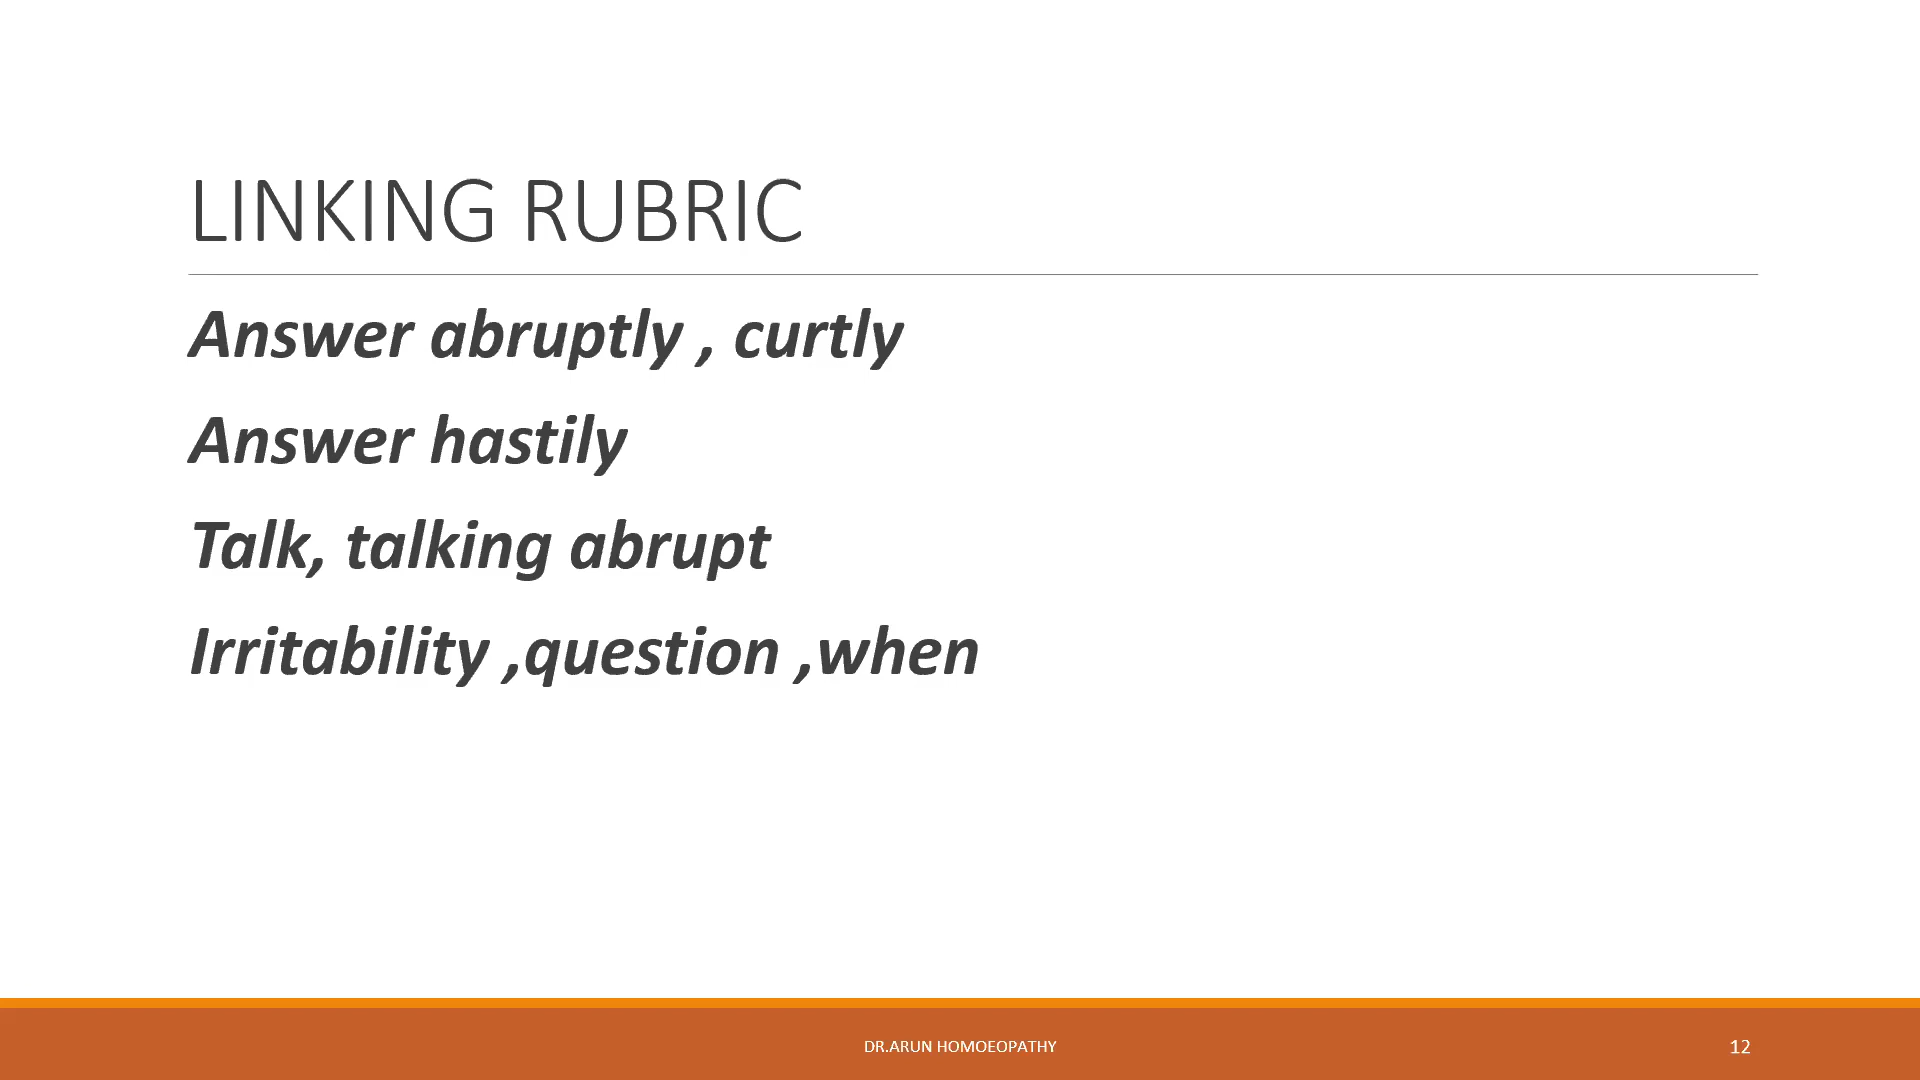 LINKING RUBRIC
Answer abruptly , curtly
Answer hastily
Talk, talking abrupt
Irritability ,question ,when
DR.ARUN HOMOEOPATHY
12